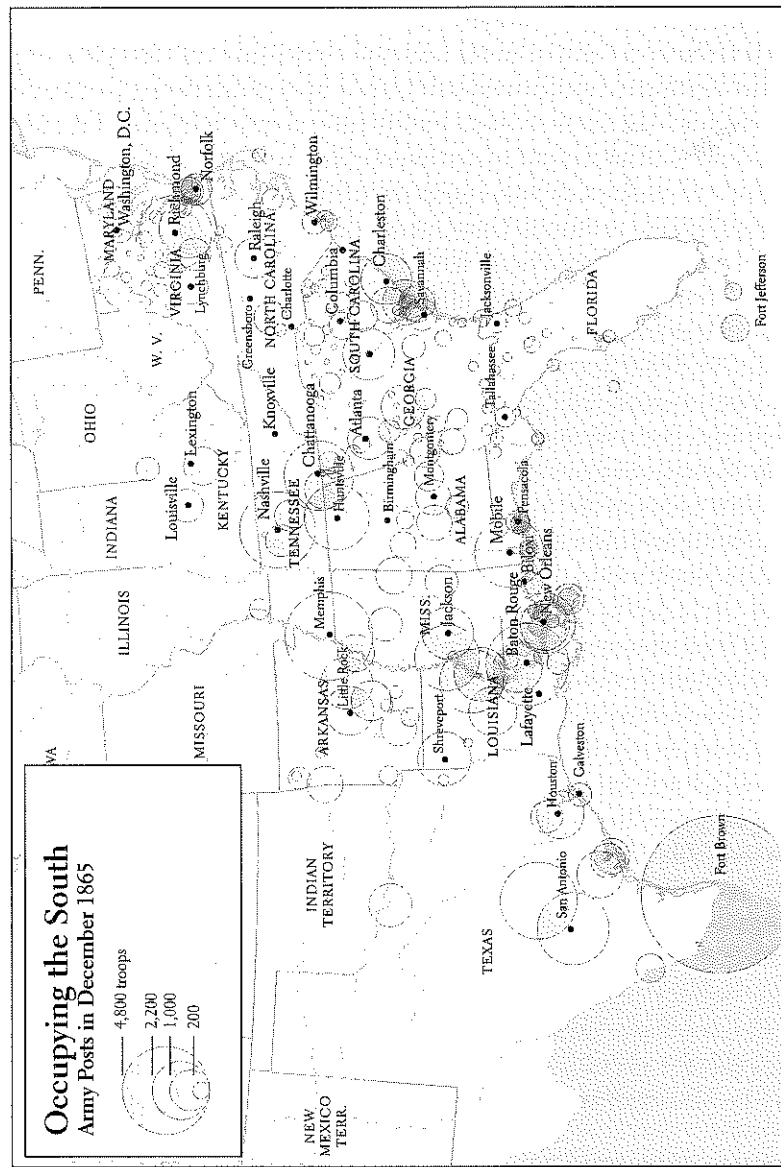 Occupying the South
Army Posts in December 1865
4,800 troops
2,200
1,000
200
PENN.
OHIO
INDIANA
ILLINOIS
WA
MISSOURI
MARYLAND
Washington, D.C.
W. V.
VIRGINIA
Richmond
Norfolk
Lynchburg
Lexington
Louisville
KENTUCKY
Greensboro
Raleigh
NORTH CAROLINA
Charlotte
Wilmington
Knoxville
Nashville
TENNESSEE
Chattanooga
Memphis
Huntsville
Columbia
SOUTH CAROLINA
Charleston
Savannah
Atlanta
GEORGIA
Birmingham
Montgomery
ALABAMA
ARKANSAS
Little Rock
MISS.
Jackson
INDIAN
TERRITORY
NEW
MEXICO
TERR.
Shreveport
LOUISIANA
Lafayette
Baton Rouge
New Orleans
Biloxi
Mobile
Pensacola
Tallahassee
Jacksonville
FLORIDA
Fort Jefferson
TEXAS
San Antonio
Houston
Galveston
Fort Brown